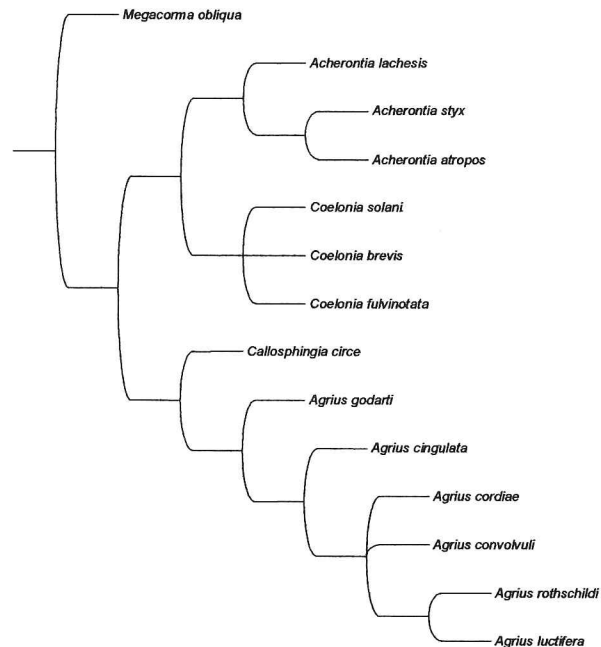 Megacorma obliqua
Acherontia lachesis
Acherontia styx
Acherontia atropos
Coelonia solani
Coelonia brevis
Coelonia fulvinotata
Callosphingia circe
Agrius godarti
Agrius cingulata
Agrius cordiae
Agrius convolvuli
Agrius rothschildi
Agrius luctifera